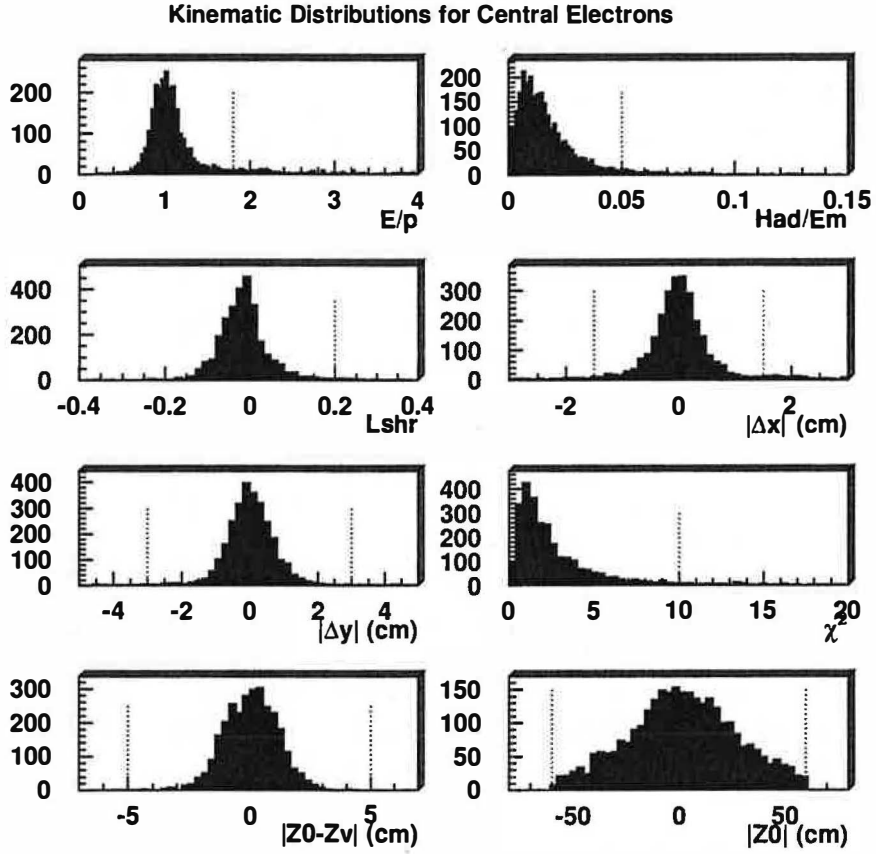 Kinematic Distributions for Central Electrons
200
100
0
0 1 2 3 4
E/p
200
150
100
50
0
0 0.05 0.1 0.15
Had/Em
400
200
0
-0.4 -0.2 0 0.2 0.4
Lshr
300
200
100
0
-2 0 2
|Δx| (cm)
400
300
200
100
0
-4 -2 0 2 4
|Δy| (cm)
400
300
200
100
0
0 5 10 15 20
χ²
300
200
100
0
-5 0 5
|Z0-Zv| (cm)
150
100
50
0
-50 0 50
|Z0| (cm)